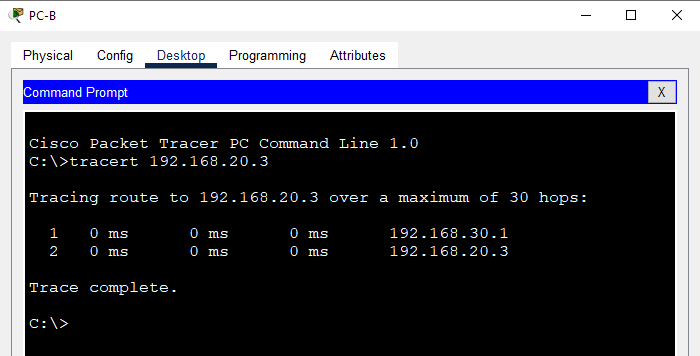 PC-B
Physical Config Desktop Programming Attributes
Command Prompt X
Cisco Packet Tracer PC Command Line 1.0
C:\>tracert 192.168.20.3
Tracing route to 192.168.20.3 over a maximum of 30 hops:
1 0 ms 0 ms 0 ms 192.168.30.1
2 0 ms 0 ms 0 ms 192.168.20.3
Trace complete.
C:\>